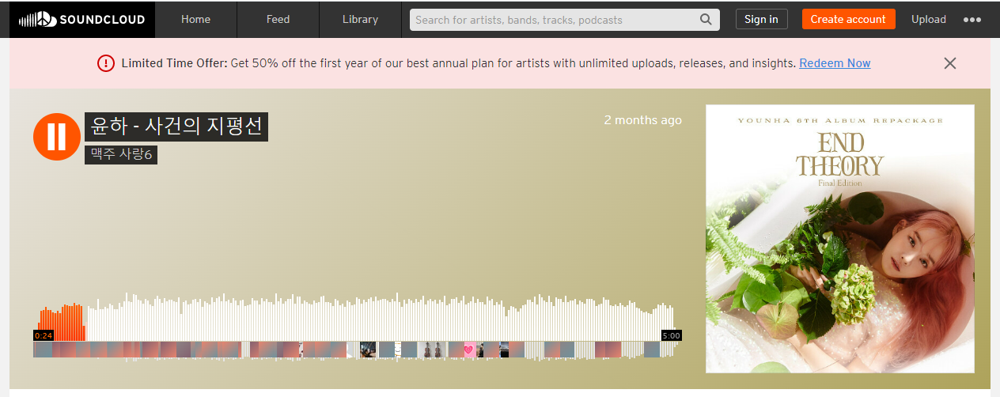 SOUNDCLOUD
Home
Feed
Library
Search for artists, bands, tracks, podcasts
Sign in
Create account
Upload
Limited Time Offer: Get 50% off the first year of our best annual plan for artists with unlimited uploads, releases, and insights. Redeem Now
윤하 - 사건의 지평선
맥주 사랑6
2 months ago
YOUNHA 6TH ALBUM REPACKAGE
END
THEORY
Final Edition
0:24
5:00